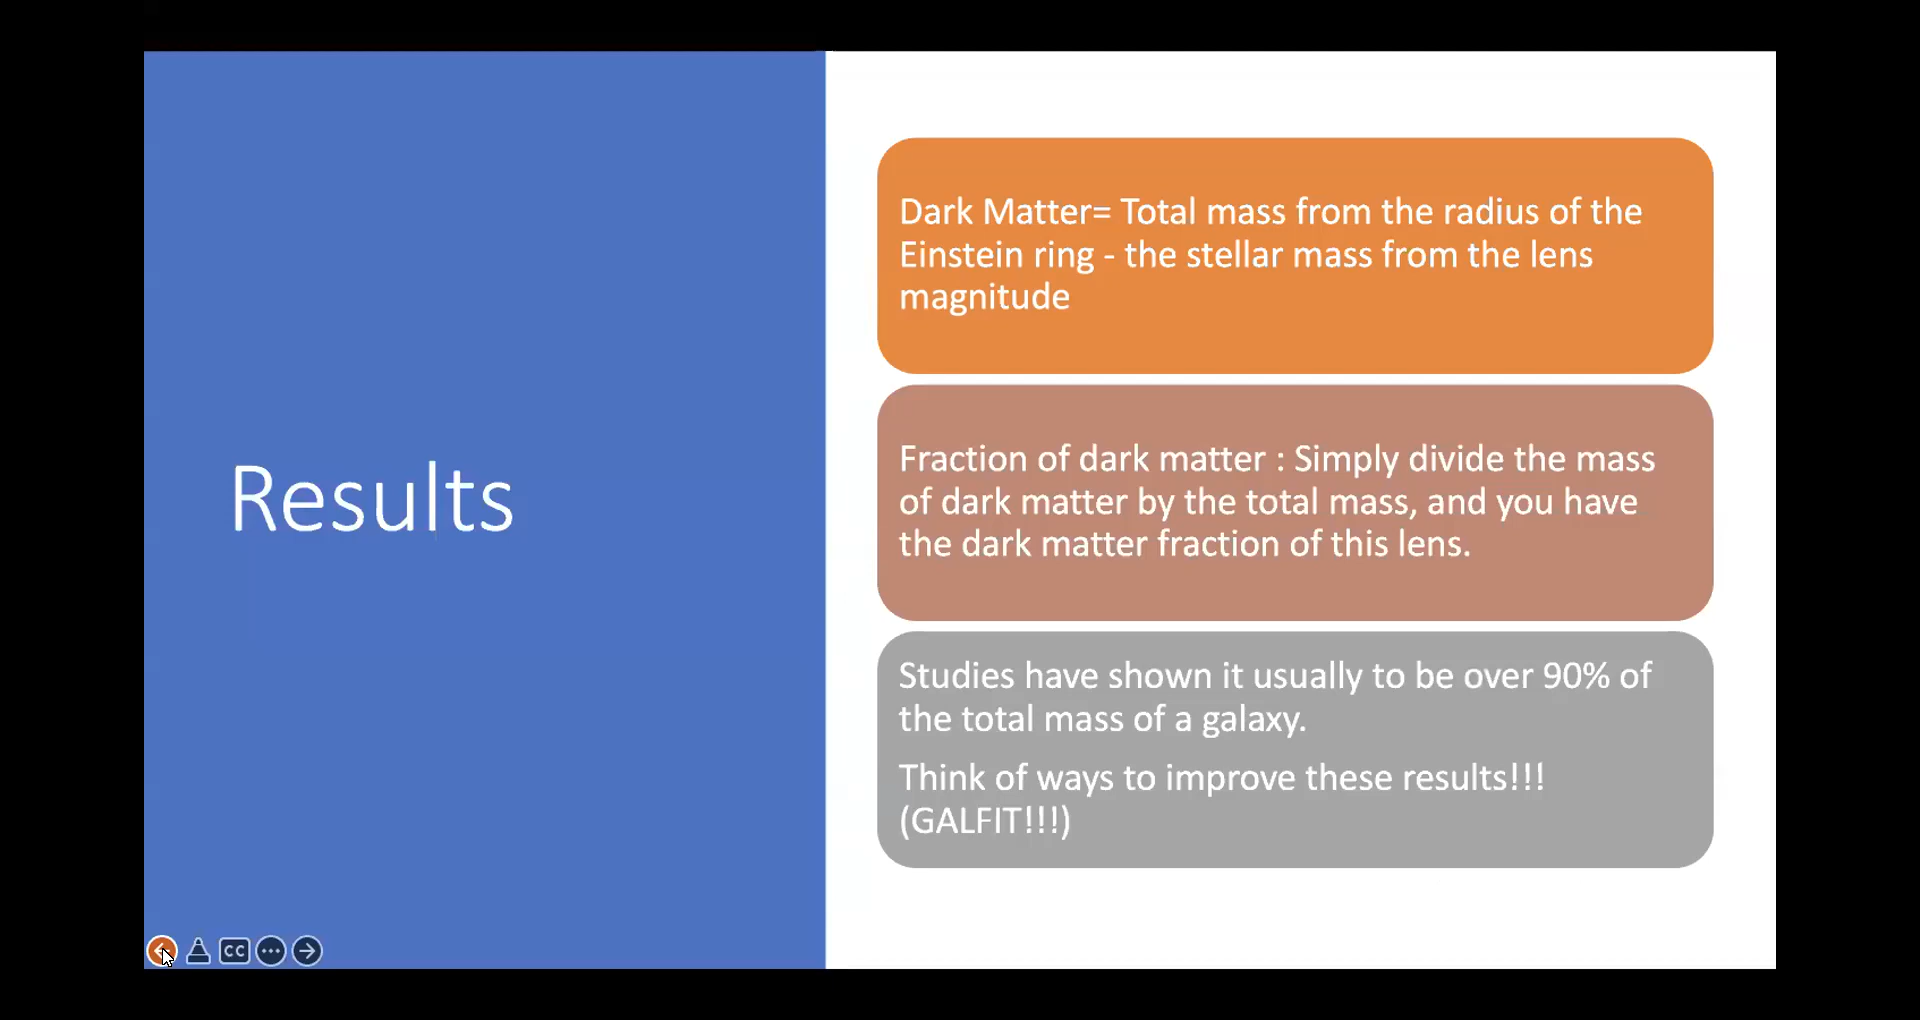 Results
Dark Matter= Total mass from the radius of the
Einstein ring - the stellar mass from the lens
magnitude
Fraction of dark matter : Simply divide the mass
of dark matter by the total mass, and you have
the dark matter fraction of this lens.
Studies have shown it usually to be over 90% of
the total mass of a galaxy.
Think of ways to improve these results!!!
(GALFIT!!!)
CC